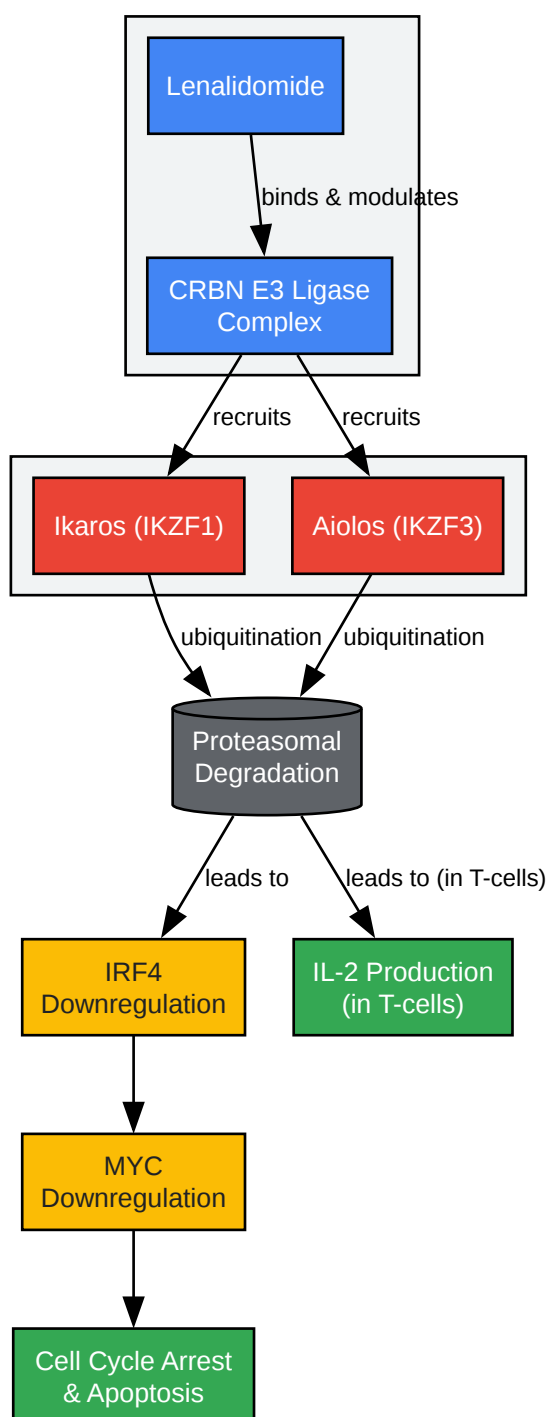 Lenalidomide
binds & modulates
CRBN E3 Ligase
Complex
recruits
recruits
Ikaros (IKZF1)
Aiolos (IKZF3)
ubiquitination
ubiquitination
Proteasomal
Degradation
leads to
leads to (in T-cells)
IRF4
Downregulation
IL-2 Production
(in T-cells)
MYC
Downregulation
Cell Cycle Arrest
& Apoptosis